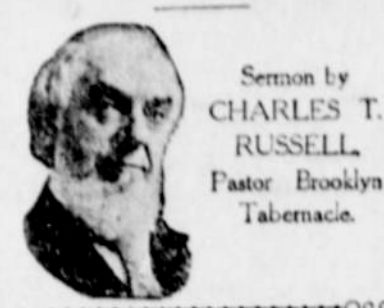 Sermon by
CHARLES T.
RUSSELL,
Pastor Brooklyn
Tabernacle.